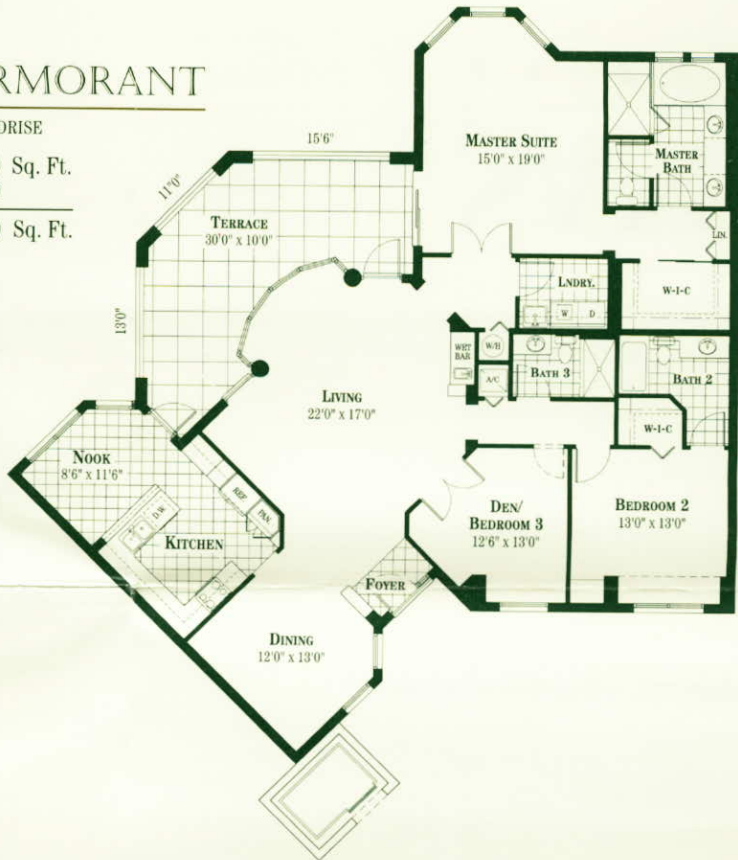 RMORANT
Sq. Ft.
Sq. Ft.
15'6"
11'0"
13'0"
TERRACE
30'0" x 10'0"
MASTER SUITE
15'0" x 19'0"
MASTER
BATH
LIN.
W-I-C
LNDRY.
W D
W/H
WET
BAR
A/C
BATH 3
BATH 2
W-I-C
LIVING
22'0" x 17'0"
NOOK
8'6" x 11'6"
D.W
REF
PAN.
KITCHEN
DEN/
BEDROOM 3
12'6" x 13'0"
BEDROOM 2
13'0" x 13'0"
FOYER
DINING
12'0" x 13'0"